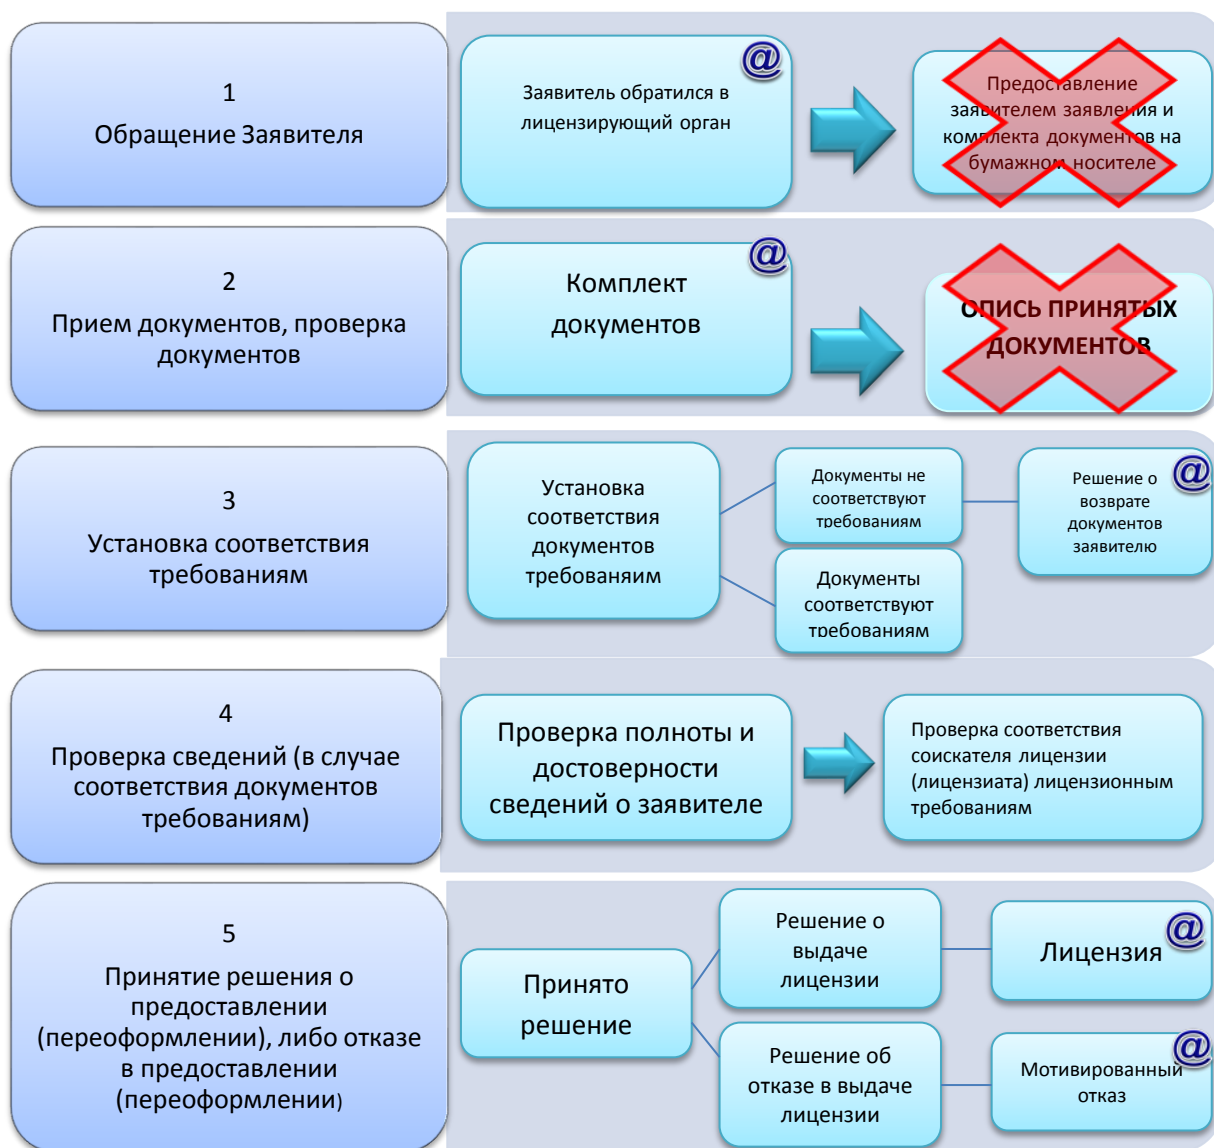 1
Обращение Заявителя
@
Заявитель обратился в
лицензирующий орган
Предоставление
заявителем заявления и
комплекта документов на
бумажном носителе
2
Прием документов, проверка
документов
@
Комплект
документов
ОПИСЬ ПРИНЯТЫХ
ДОКУМЕНТОВ
3
Установка соответствия
требованиям
Установка
соответствия
документов
требованяим
Документы не
соответствуют
требованиям
@
Решение о
возврате
документов
заявителю
Документы
соответствуют
требованиям
4
Проверка сведений (в случае
соответствия документов
требованиям)
Проверка полноты и
достоверности
сведений о заявителе
Проверка соответствия
соискателя лицензии
(лицензиата) лицензионным
требованиям
5
Принятие решения о
предоставлении
(переоформлении), либо отказе
в предоставлении
(переоформлении)
Принято
решение
Решение о
выдаче
лицензии
@
Лицензия
Решение об
отказе в выдаче
лицензии
@
Мотивированный
отказ